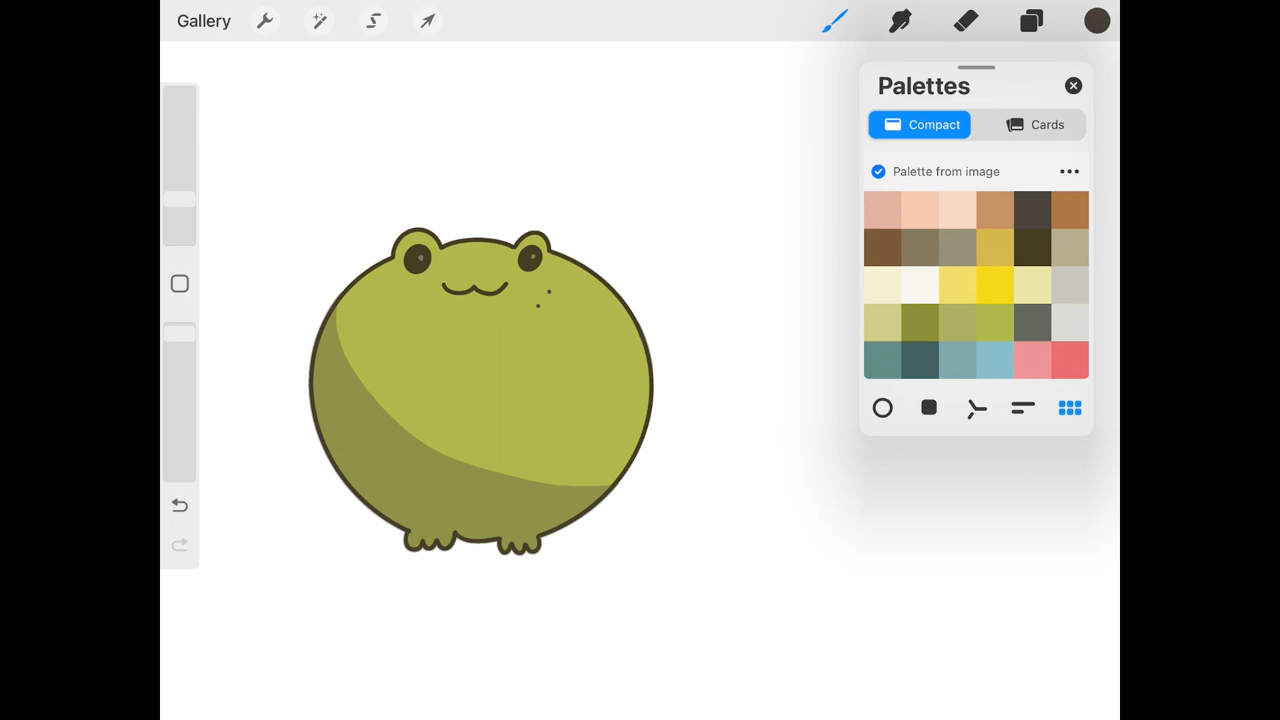 Gallery
Palettes
Compact
Cards
Palette from image